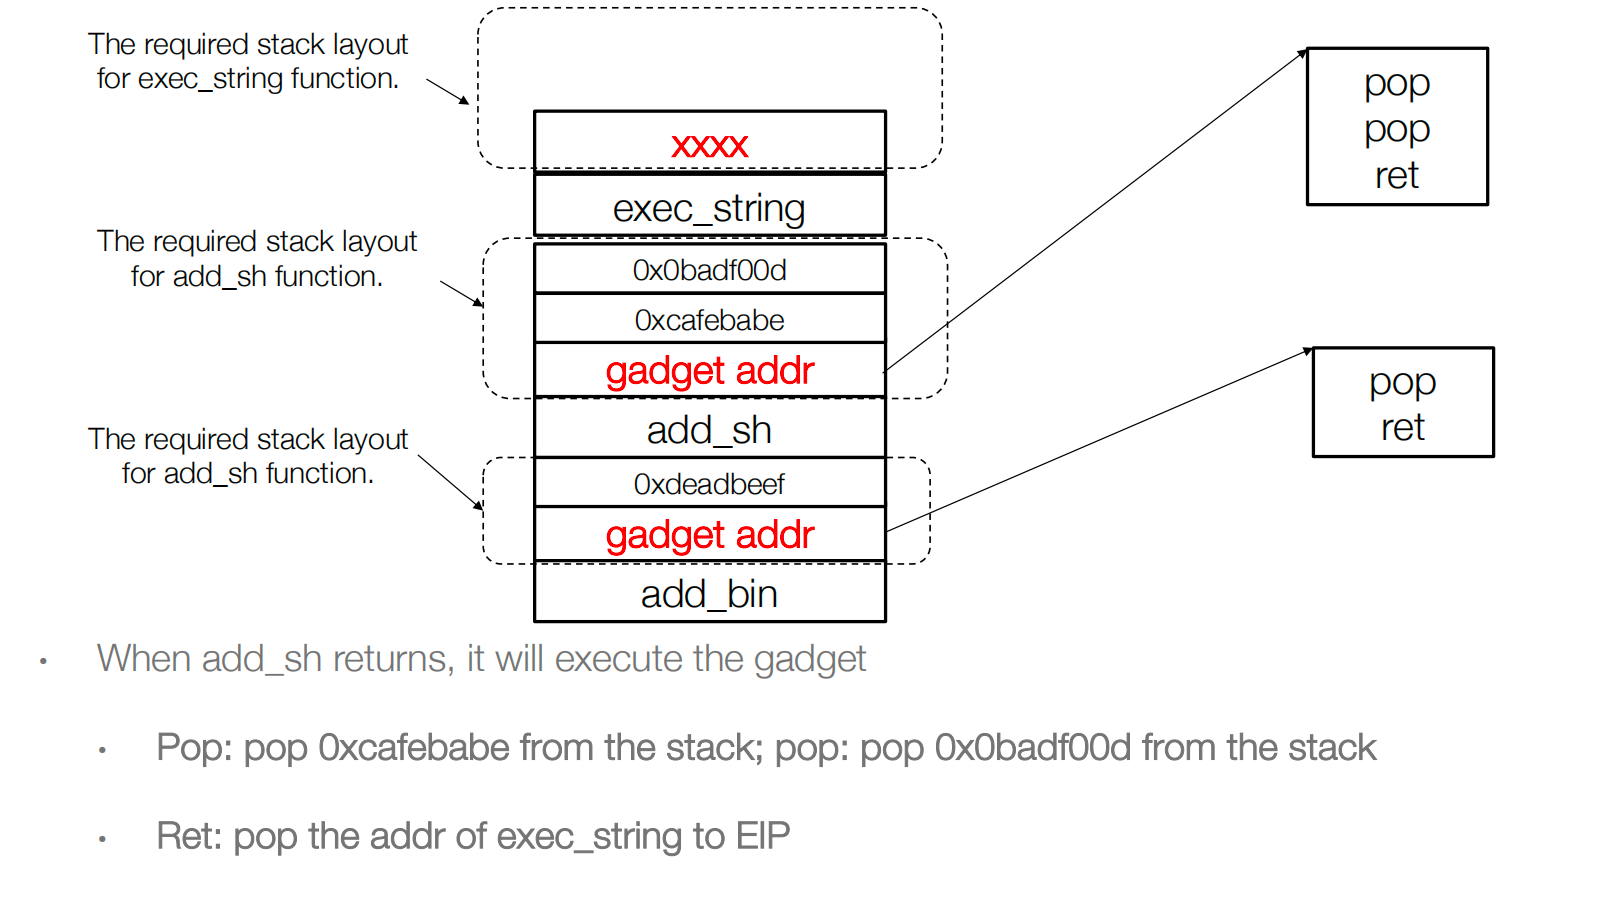 The required stack layout
for exec_string function.
xxxx
exec_string
The required stack layout
for add_sh function.
0x0badf00d
0xcafebabe
gadget addr
add_sh
The required stack layout
for add_sh function.
0xdeadbeef
gadget addr
add_bin
pop
pop
ret
pop
ret
• When add_sh returns, it will execute the gadget
• Pop: pop 0xcafebabe from the stack; pop: pop 0x0badf00d from the stack
• Ret: pop the addr of exec_string to EIP